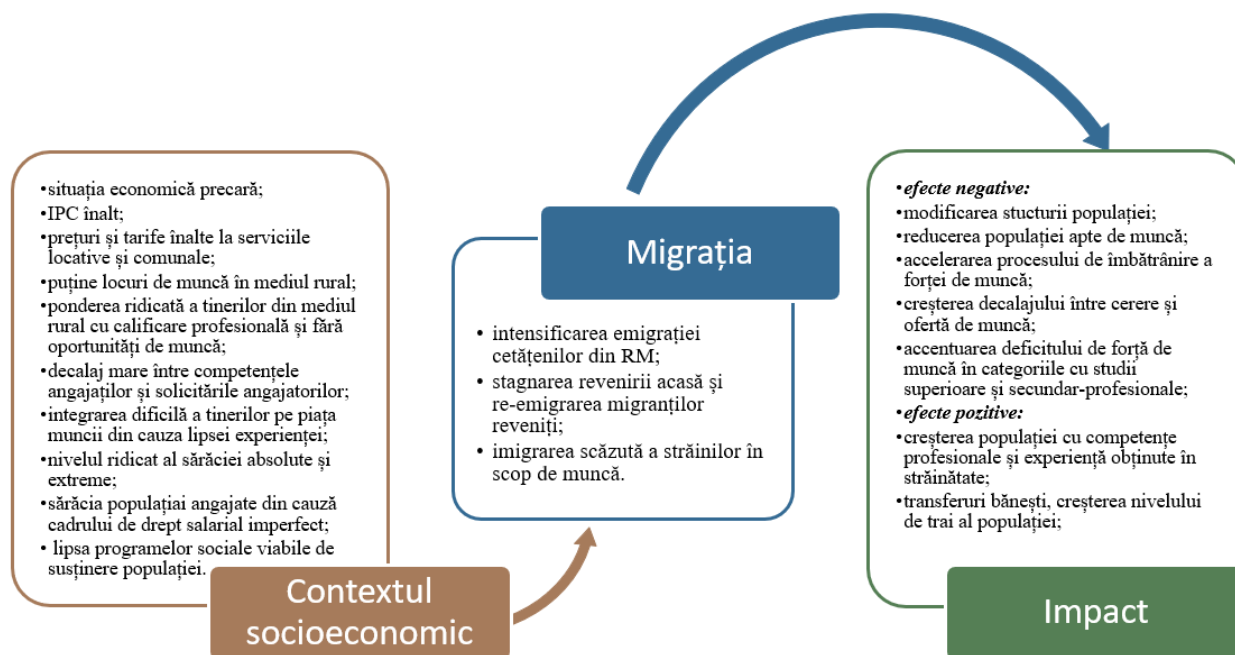 •situația economică precară;
•IPC înalt;
•prețuri și tarife înalte la serviciile
locative și comunale;
•puține locuri de muncă în mediul rural;
•ponderea ridicată a tinerilor din mediul
rural cu calificare profesională și fără
oportunități de muncă;
•decalaj mare între competențele
angajaților și solicitările angajatorilor;
•integrarea dificilă a tinerilor pe piața
muncii din cauza lipsei experienței;
•nivelul ridicat al sărăciei absolute și
extreme;
•sărăcia populațiai angajate din cauză
cadrului de drept salarial imperfect;
• lipsa programelor sociale viabile de
susținere populației.
Contextul
socioeconomic
Migrația
• intensificarea emigrației
cetățenilor din RM;
• stagnarea revenirii acasă și
re-emigrarea migranților
reveniți;
• imigrarea scăzută a străinilor în
scop de muncă.
•efecte negative:
•modificarea stucturii populației;
•reducerea populației apte de muncă;
•accelerarea procesului de îmbătrânire a
forței de muncă;
•creșterea decalajului între cerere și
ofertă de muncă;
•accentuarea deficitului de forță de
muncă în categoriile cu studii
superioare și secundar-profesionale;
•efecte pozitive:
•creșterea populației cu competențe
profesionale și experiență obținute în
străinătate;
•transferuri bănești, creșterea nivelului
de trai al populației;
Impact